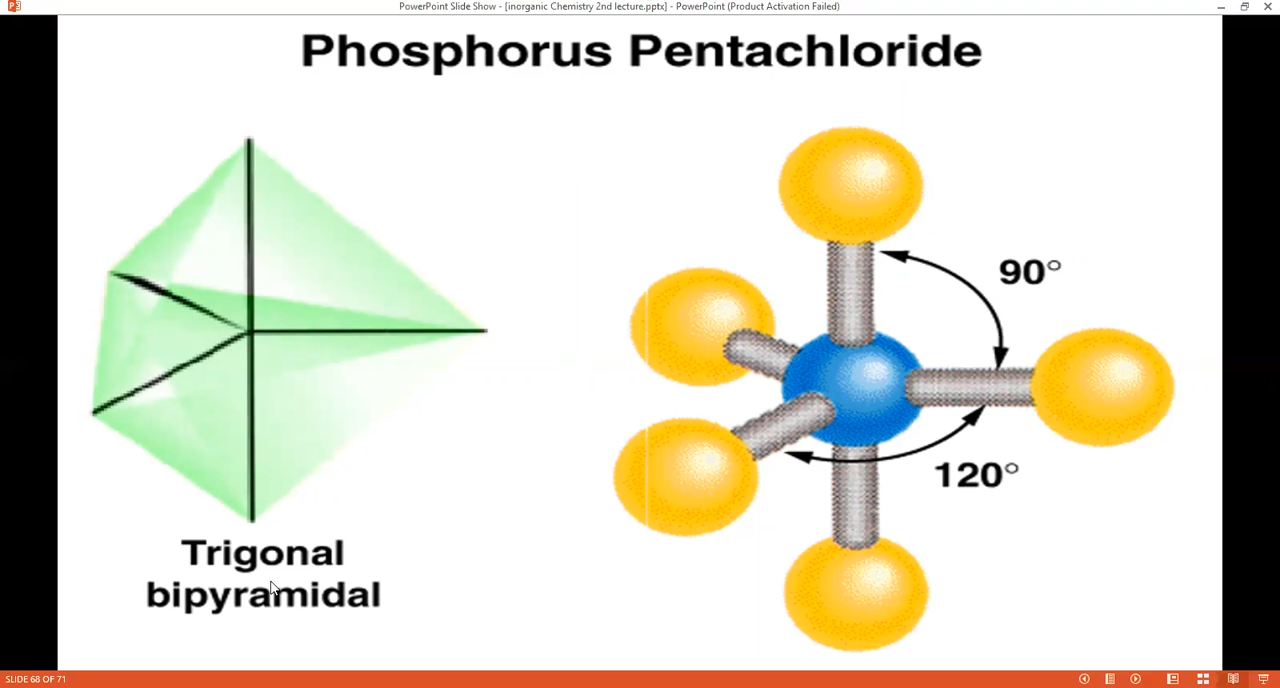 PowerPoint Slide Show - [inorganic Chemistry 2nd lecture.pptx] - PowerPoint (Product Activation Failed)
Phosphorus Pentachloride
90°
120°
Trigonal
bipyramidal
SLIDE 68 OF 71